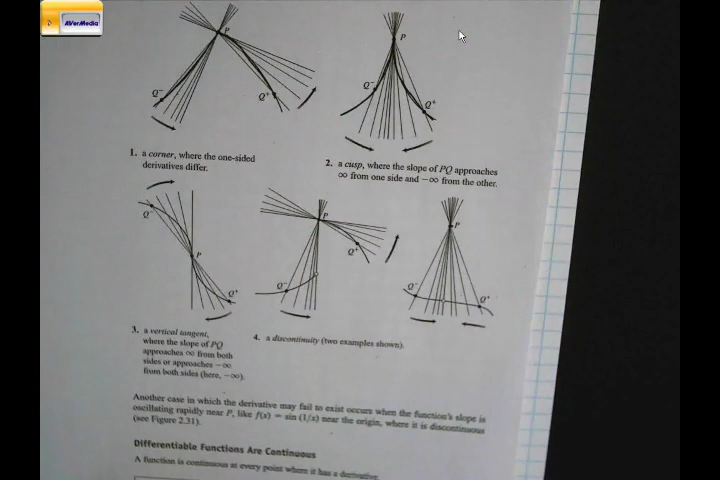 AVerMedia
P
P
Q⁻
Q⁺
Q⁻
Q⁺
1. a corner, where the one-sided
derivatives differ.
2. a cusp, where the slope of PQ approaches
∞ from one side and −∞ from the other.
Q⁻
P
Q⁺
P
Q⁺
Q⁻
P
Q⁻
Q⁺
3. a vertical tangent,
where the slope of PQ
approaches ∞ from both
sides or approaches −∞
from both sides (here, −∞).
4. a discontinuity (two examples shown).
Another case in which the derivative may fail to exist occurs when the function's slope is
oscillating rapidly near P, like f(x) = sin (1/x) near the origin, where it is discontinuous
(see Figure 2.31).
Differentiable Functions Are Continuous
A function is continuous at every point where it has a derivative.